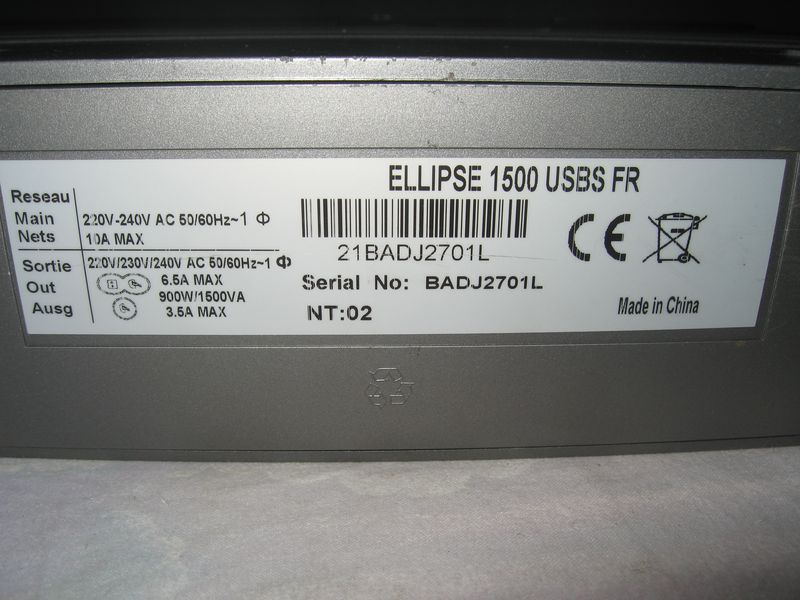 ELLIPSE 1500 USBS FR
Reseau
Main
Nets
220V-240V AC 50/60Hz~1 Φ
10A MAX
Sortie
Out
Ausg
220V/230V/240V AC 50/60Hz~1 Φ
6.5A MAX
900W/1500VA
3.5A MAX
21BADJ2701L
Serial No: BADJ2701L
NT:02
CE
Made in China